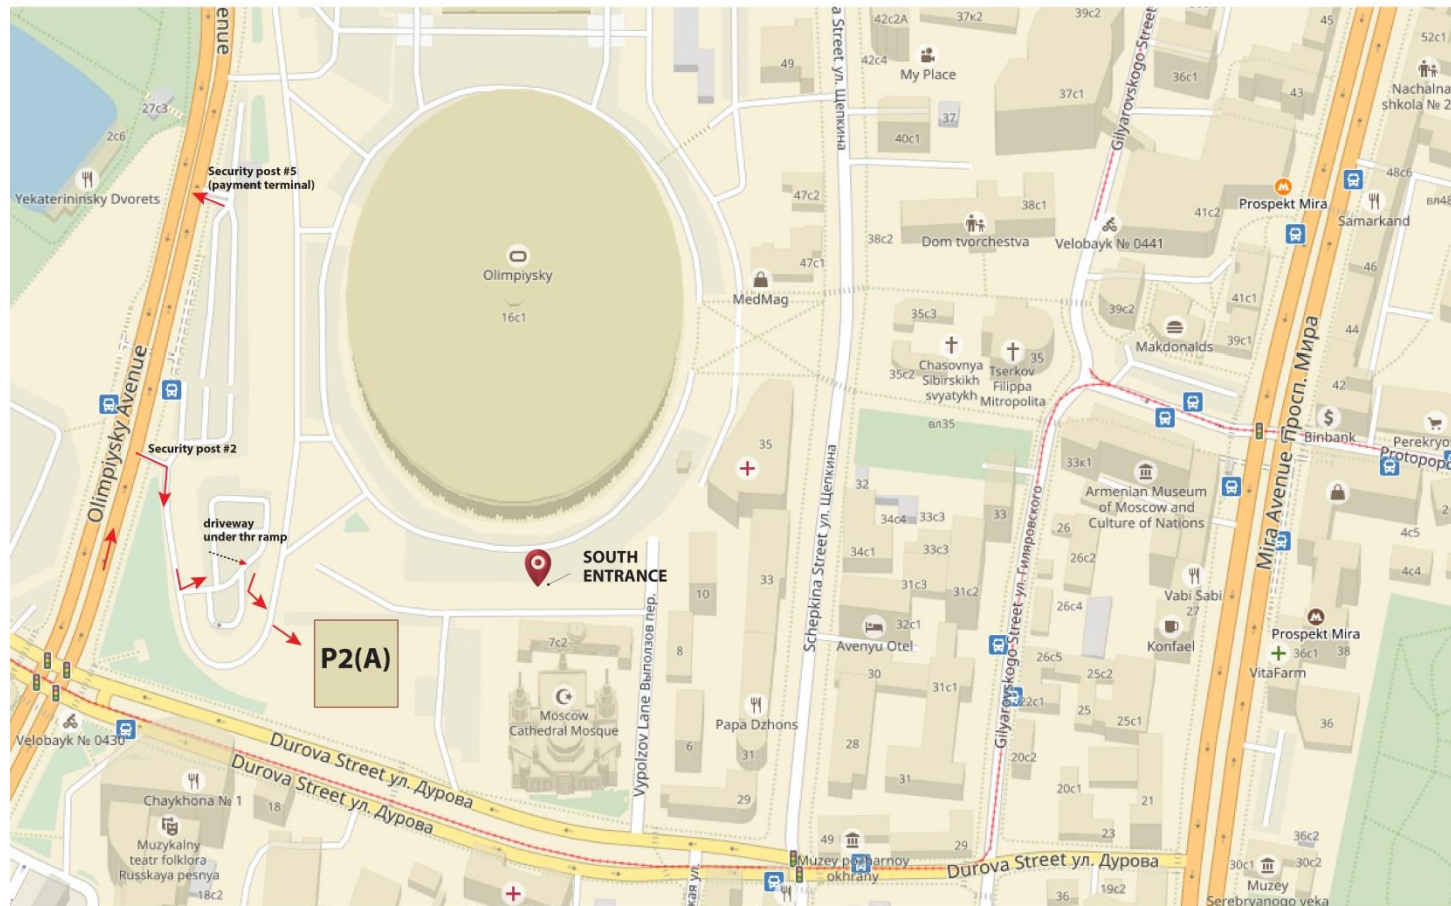 enue
Avenue
27c3
2c6
Yekaterininsky Dvorets
Security post #5
(payment terminal)
Olimpiysky
16c1
Olimpiysky Avenue
Security post #2
driveway
under thr ramp
SOUTH
ENTRANCE
P2(A)
Velobayk № 0430
Chaykhona № 1
18
Muzykalny
teatr folklora
Russkaya pesnya
18c2
Durova Street ул. Дурова
Durova Street ул. Дурова
7c2
Moscow
Cathedral Mosque
Vypolzov Lane Выползов пер.
10
8
6
33
Papa Dzhons
31
29
кая ул.
49
47c2
47c1
MedMag
35
a Street ул. Щепкина
Schepkina Street ул. Щепкина
ул. Щепкина
42c2A
42c4
37к2
My Place
40c1
37
39c2
37c1
38c1
38c2
Dom tvorchestva
Velobayk № 0441
Gilyarovskogo Street
36c1
43
45
41c2
Prospekt Mira
52c1
Nachalna
shkola № 2
48c6
вл48
Samarkand
46
41c1
44
39c2
39c1
Makdonalds
42
35c3
Chasovnya
Sibirskikh
svyatykh
35c2
35
Tserkov
Filippa
Mitropolita
вл35
Mira Avenue Просп. Мира
Binbank
Perekryos
Protopopo
33к1
Armenian Museum
of Moscow and
Culture of Nations
4c5
4c4
32
34c4
33c3
33
34c1
33c3
31c3
31c2
32c1
Avenyu Otel
30
31c1
28
31
26
26c2
26c4
26c5
25c2
22c1
25
25c1
20c2
20c1
21
23
Vabi Sabi
27
Konfael
Prospekt Mira
36c1
38
VitaFarm
36
Gilyarovskogo Street ул. Гиляровского
49
Muzey pozharnoy
okhrany
29
Durova Street ул. Дурова
36
19c2
30c1
30c2
36c2
Muzey
Serebryanogo veka